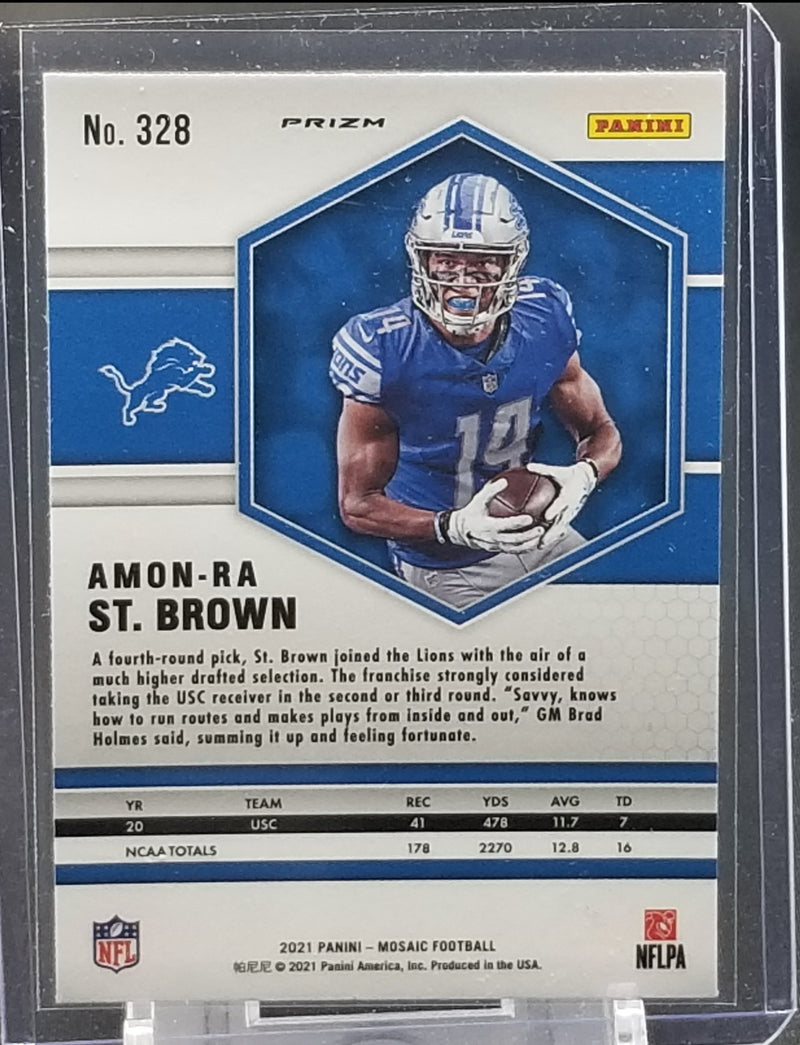 No. 328
PRIZM
PANINI
LIONS
14
Lions
14
AMON-RA
ST. BROWN
A fourth-round pick, St. Brown joined the Lions with the air of a
much higher drafted selection. The franchise strongly considered
taking the USC receiver in the second or third round. "Savvy, knows
how to run routes and makes plays from inside and out," GM Brad
Holmes said, summing it up and feeling fortunate.
YR TEAM REC YDS AVG TD
20 USC 41 478 11.7 7
NCAA TOTALS 178 2270 12.8 16
NFL
2021 PANINI – MOSAIC FOOTBALL
帕尼尼 © 2021 Panini America, Inc. Produced in the USA.
NFLPA